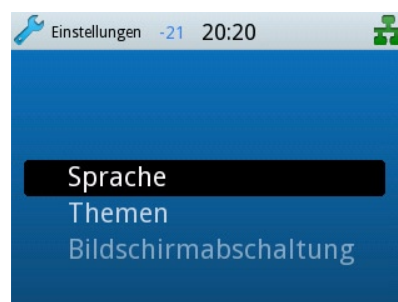 Einstellungen -21 20:20
Sprache
Themen
Bildschirmabschaltung